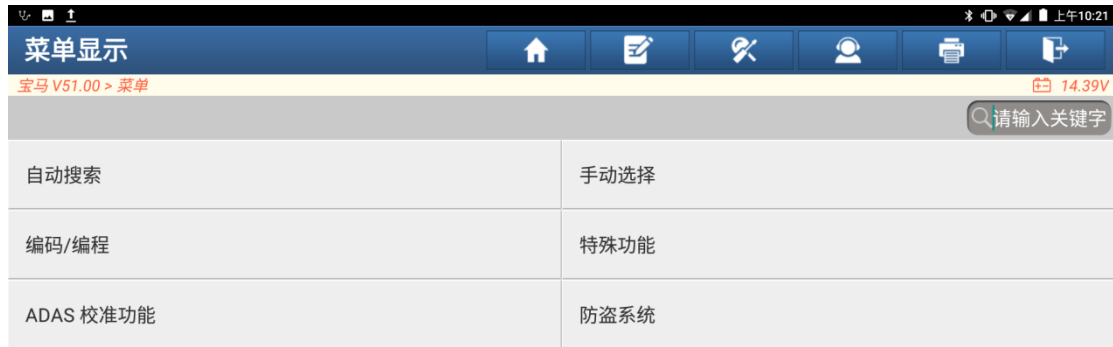 上午10:21
菜单显示
宝马 V51.00 > 菜单
14.39V
请输入关键字
自动搜索
手动选择
编码/编程
特殊功能
ADAS 校准功能
防盗系统